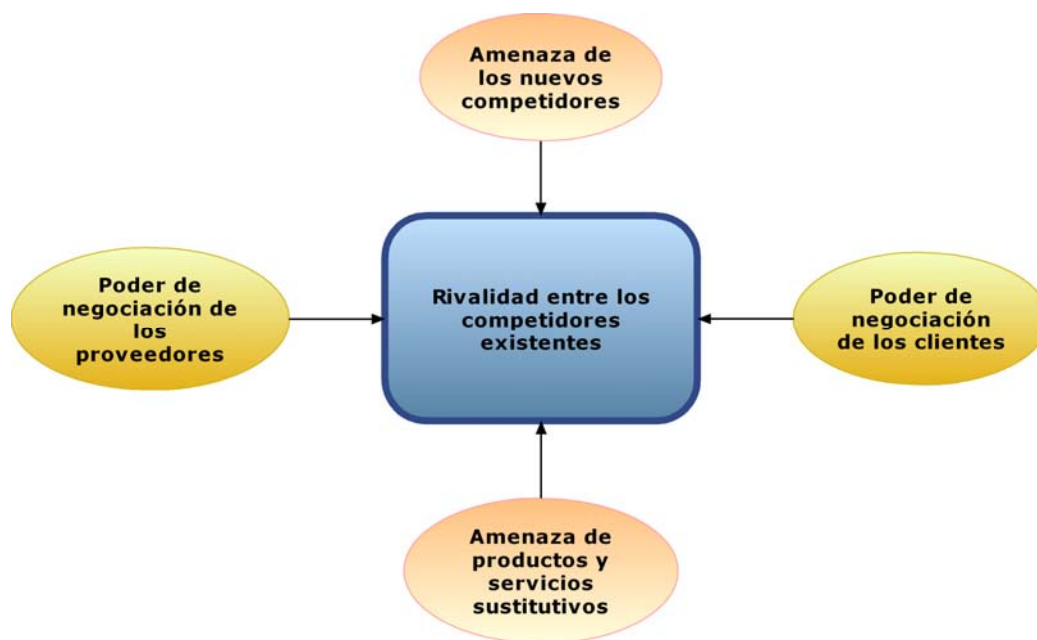 Amenaza de
los nuevos
competidores
Poder de
negociación de
los
proveedores
Rivalidad entre los
competidores
existentes
Poder de
negociación
de los clientes
Amenaza de
productos y
servicios
sustitutivos